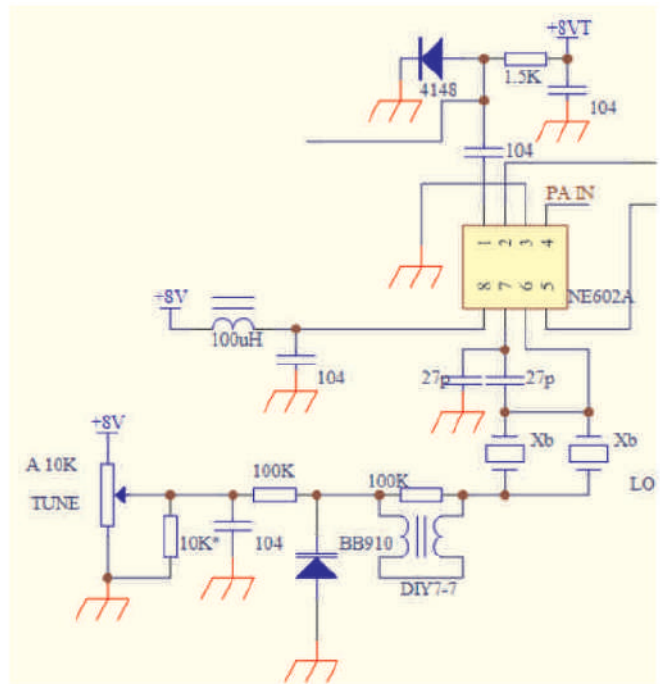 +8VT
4148
1.5K
104
104
PA IN
1 2 3 4
8 7 6 5
NE602A
+8V
100uH
104
27p
27p
+8V
Xb
Xb
A 10K
100K
100K
LO
TUNE
10K*
104
BB910
DIY7-7